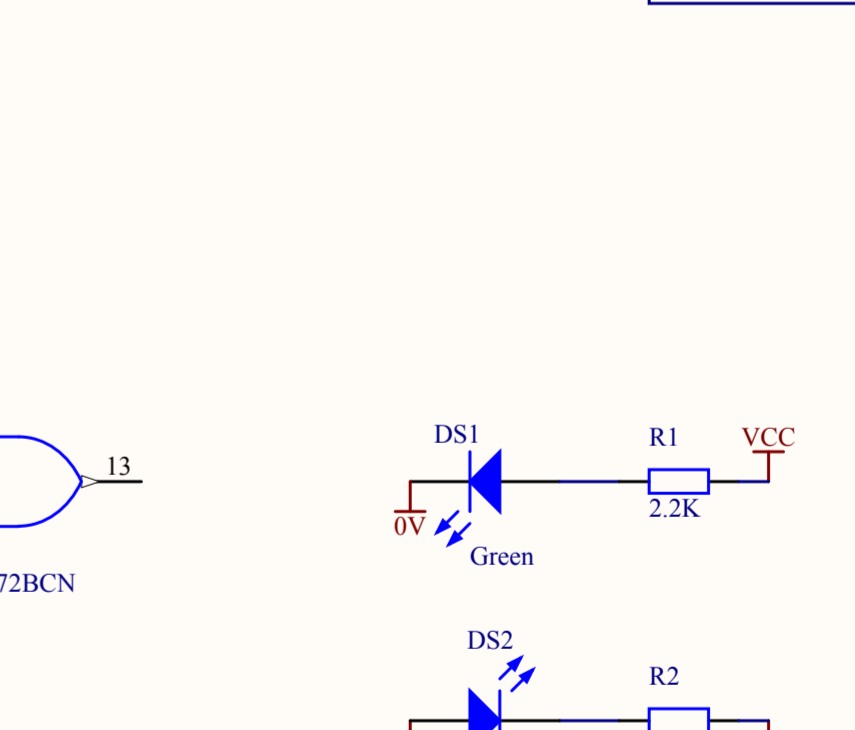 DS1
R1
VCC
13
2.2K
0V
Green
72BCN
DS2
R2